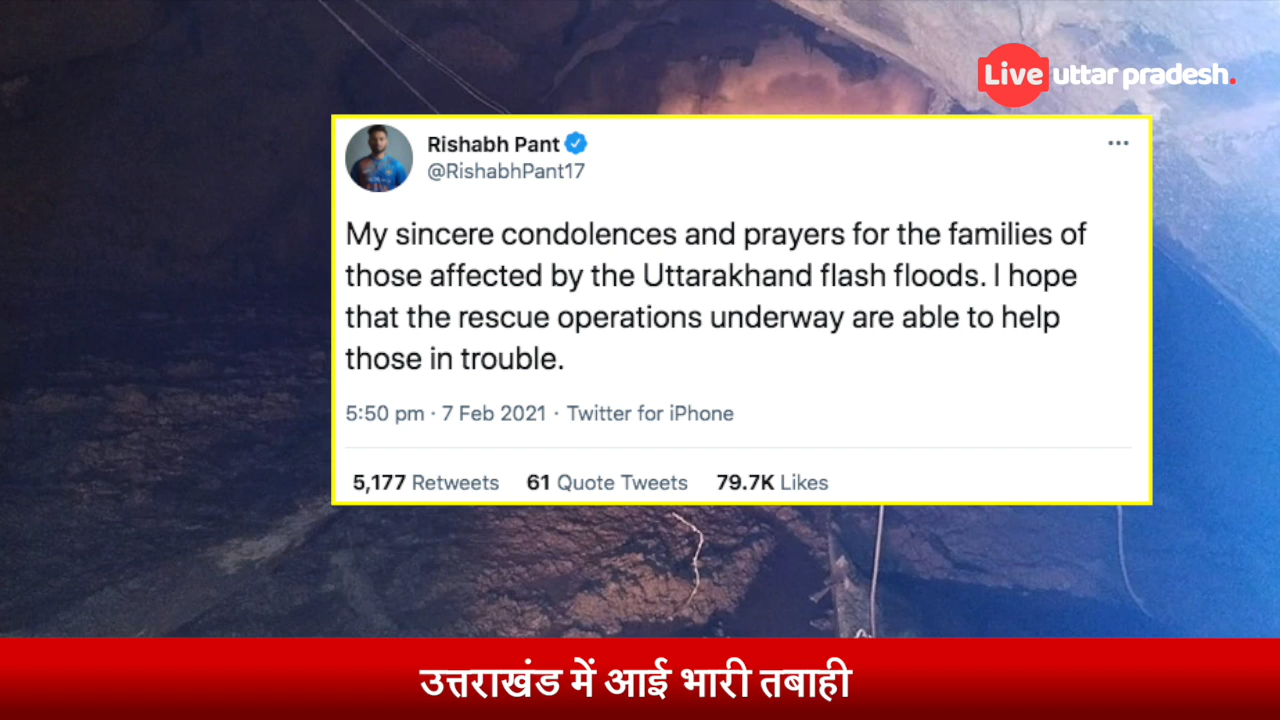 Live uttar pradesh.
Rishabh Pant
@RishabhPant17
My sincere condolences and prayers for the families of
those affected by the Uttarakhand flash floods. I hope
that the rescue operations underway are able to help
those in trouble.
5:50 pm · 7 Feb 2021 · Twitter for iPhone
5,177 Retweets 61 Quote Tweets 79.7K Likes
उत्तराखंड में आई भारी तबाही